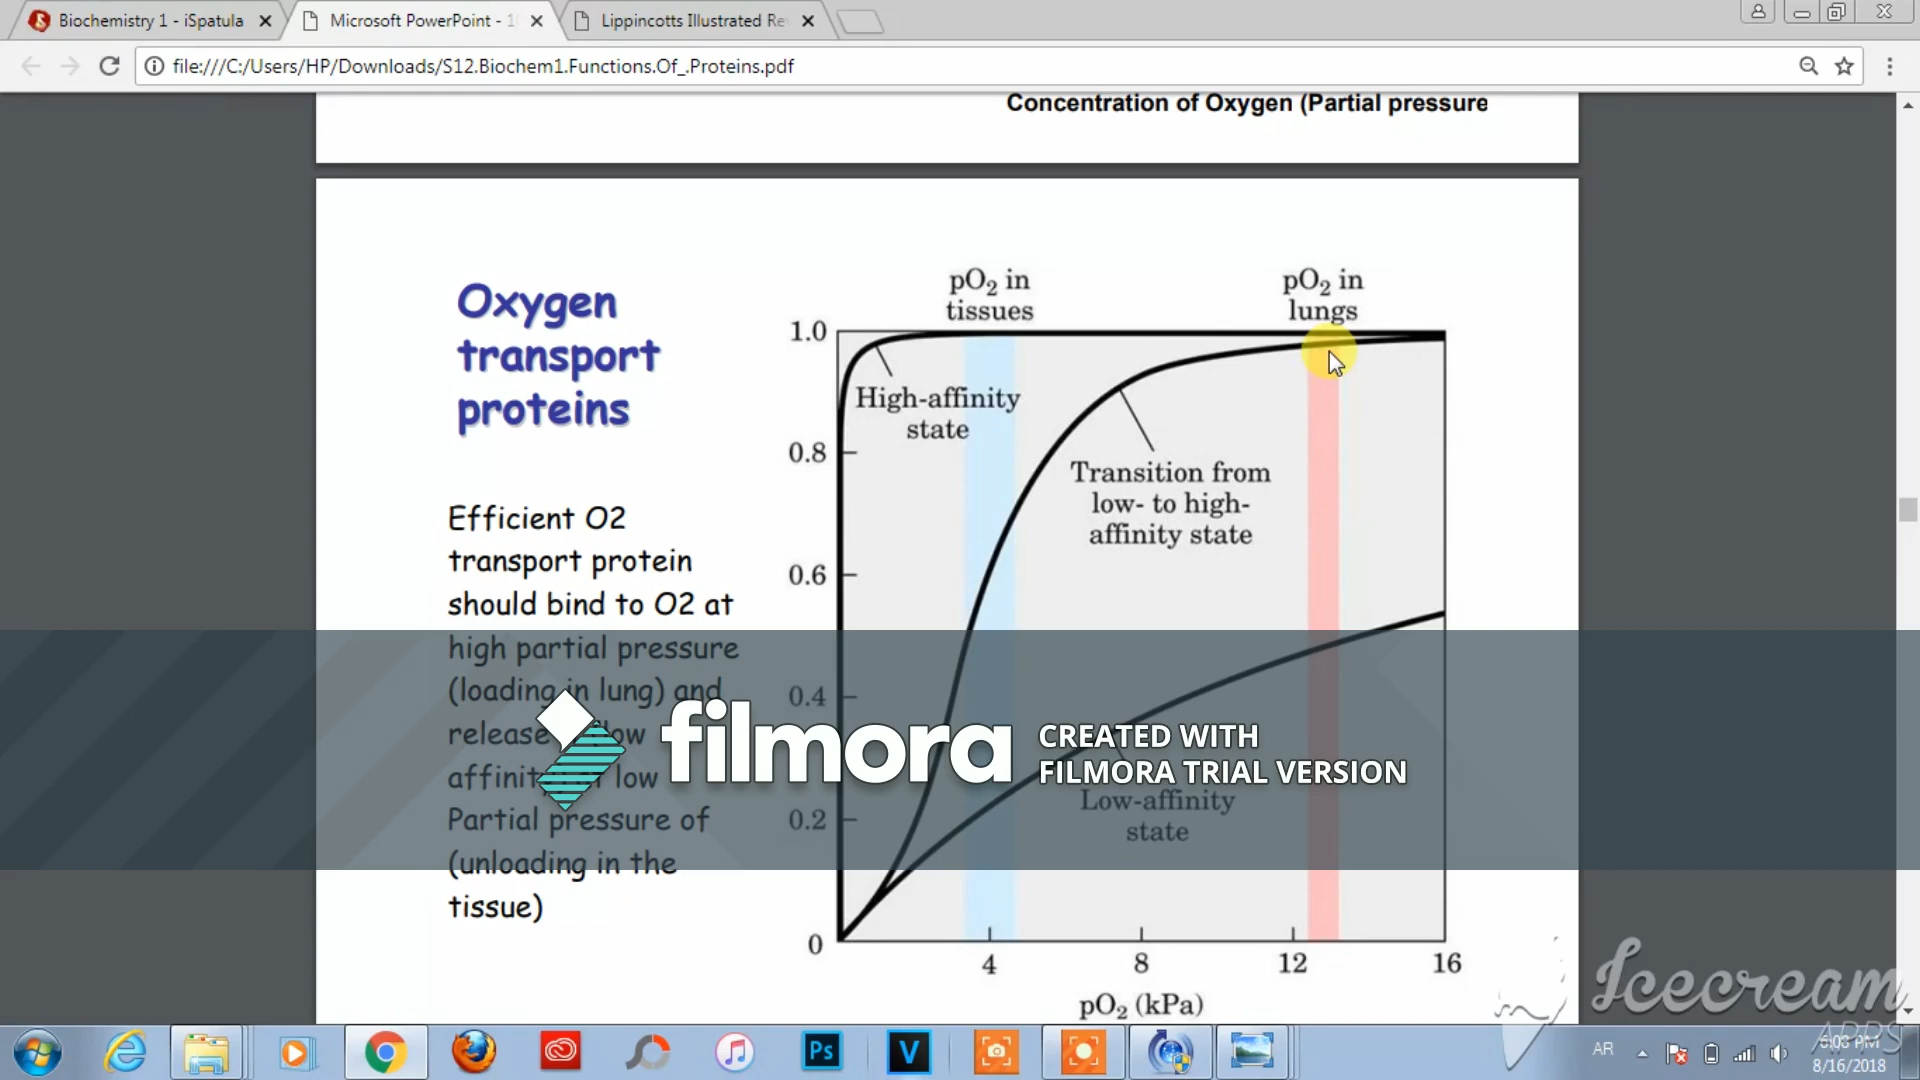 Biochemistry 1 - iSpatula
Microsoft PowerPoint - 1
Lippincotts Illustrated Re
file:///C:/Users/HP/Downloads/S12.Biochem1.Functions.Of_.Proteins.pdf
Concentration of Oxygen (Partial pressure
Oxygen
transport
proteins
Efficient O2
transport protein
should bind to O2 at
high partial pressure
(loading in lung) and
release low
affinit low
Partial pressure of
(unloading in the
tissue)
pO2 in
tissues
pO2 in
lungs
1.0
High-affinity
state
0.8
Transition from
low- to high-
affinity state
0.6
0.4
Low-affinity
state
0.2
0
4
8
12
16
pO2 (kPa)
filmora
CREATED WITH
FILMORA TRIAL VERSION
Icecream
APPS
Ps
V
AR
6:08 PM
8/16/2018